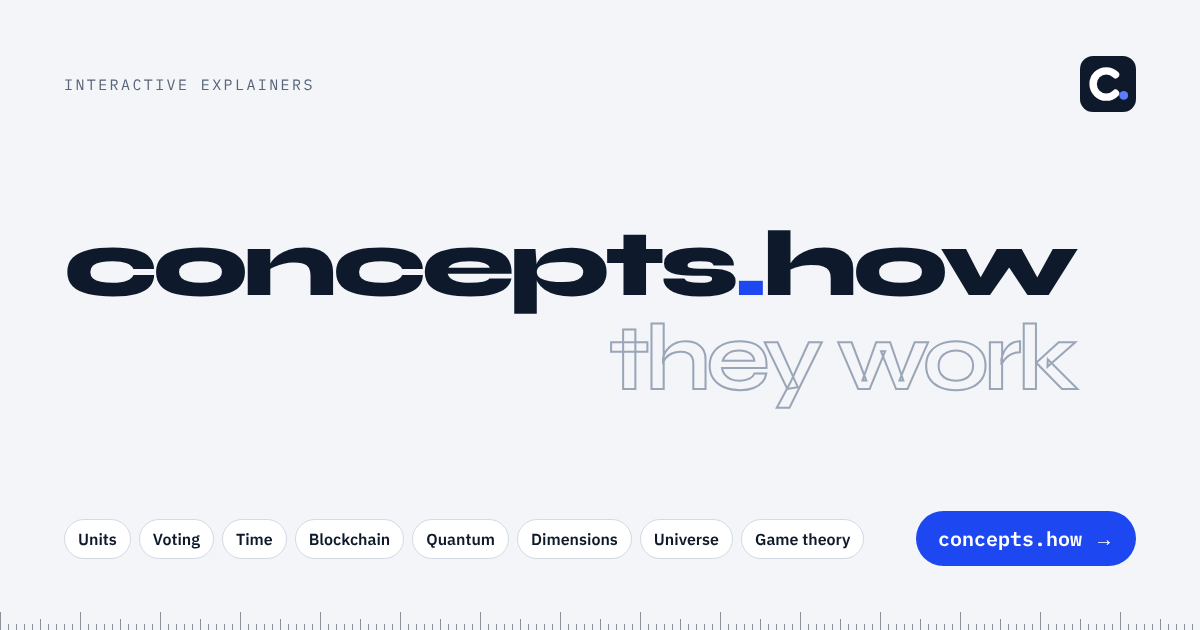 INTERACTIVE EXPLAINERS
C.
concepts.how
they work
Units Voting Time Blockchain Quantum Dimensions Universe Game theory
concepts.how →